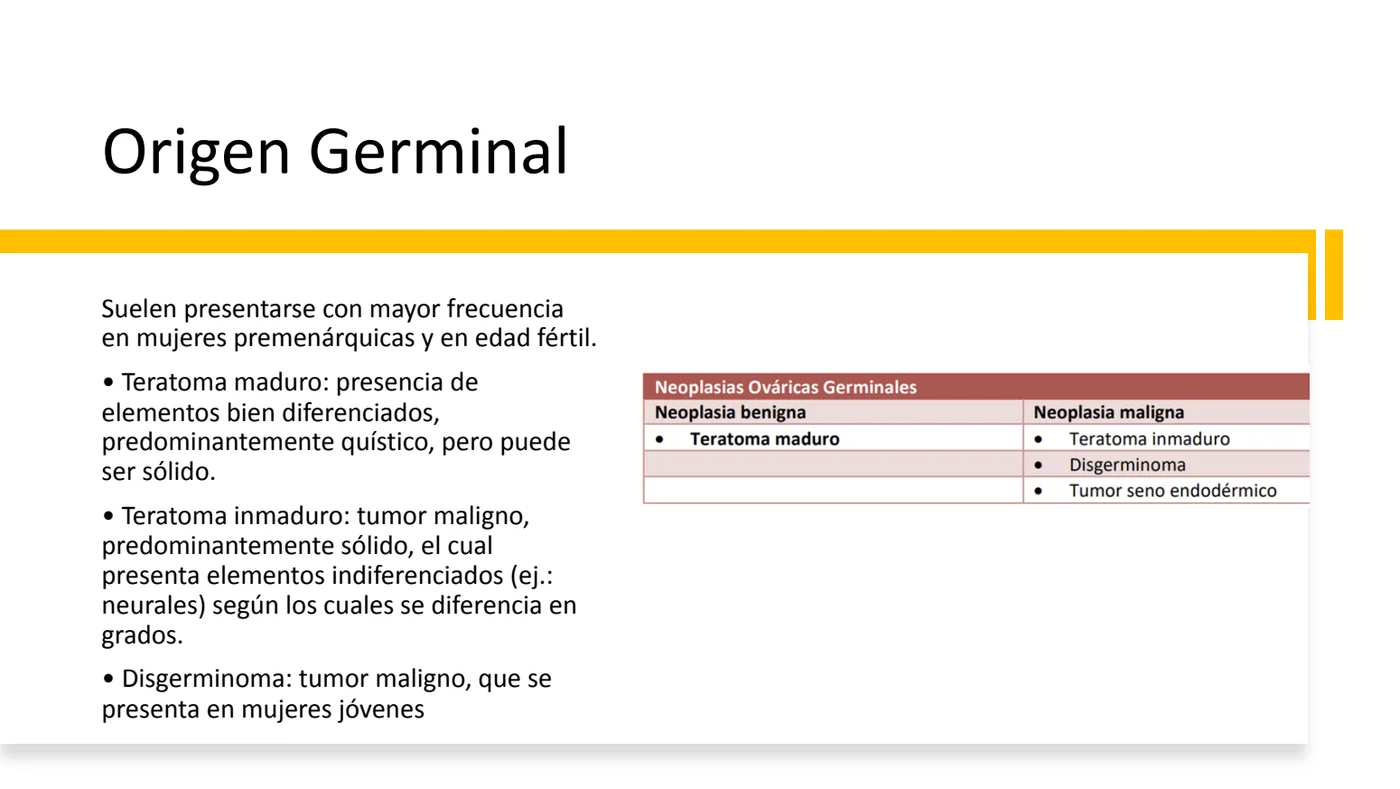 Origen Germinal
Suelen presentarse con mayor frecuencia
en mujeres premenárquicas y en edad fértil.
• Teratoma maduro: presencia de
elementos bien diferenciados,
predominantemente quístico, pero puede
ser sólido.
• Teratoma inmaduro: tumor maligno,
predominantemente sólido, el cual
presenta elementos indiferenciados (ej.:
neurales) según los cuales se diferencia en
grados.
• Disgerminoma: tumor maligno, que se
presenta en mujeres jóvenes
Neoplasias Ováricas Germinales
Neoplasia benigna Neoplasia maligna
• Teratoma maduro • Teratoma inmaduro
• Disgerminoma
• Tumor seno endodérmico